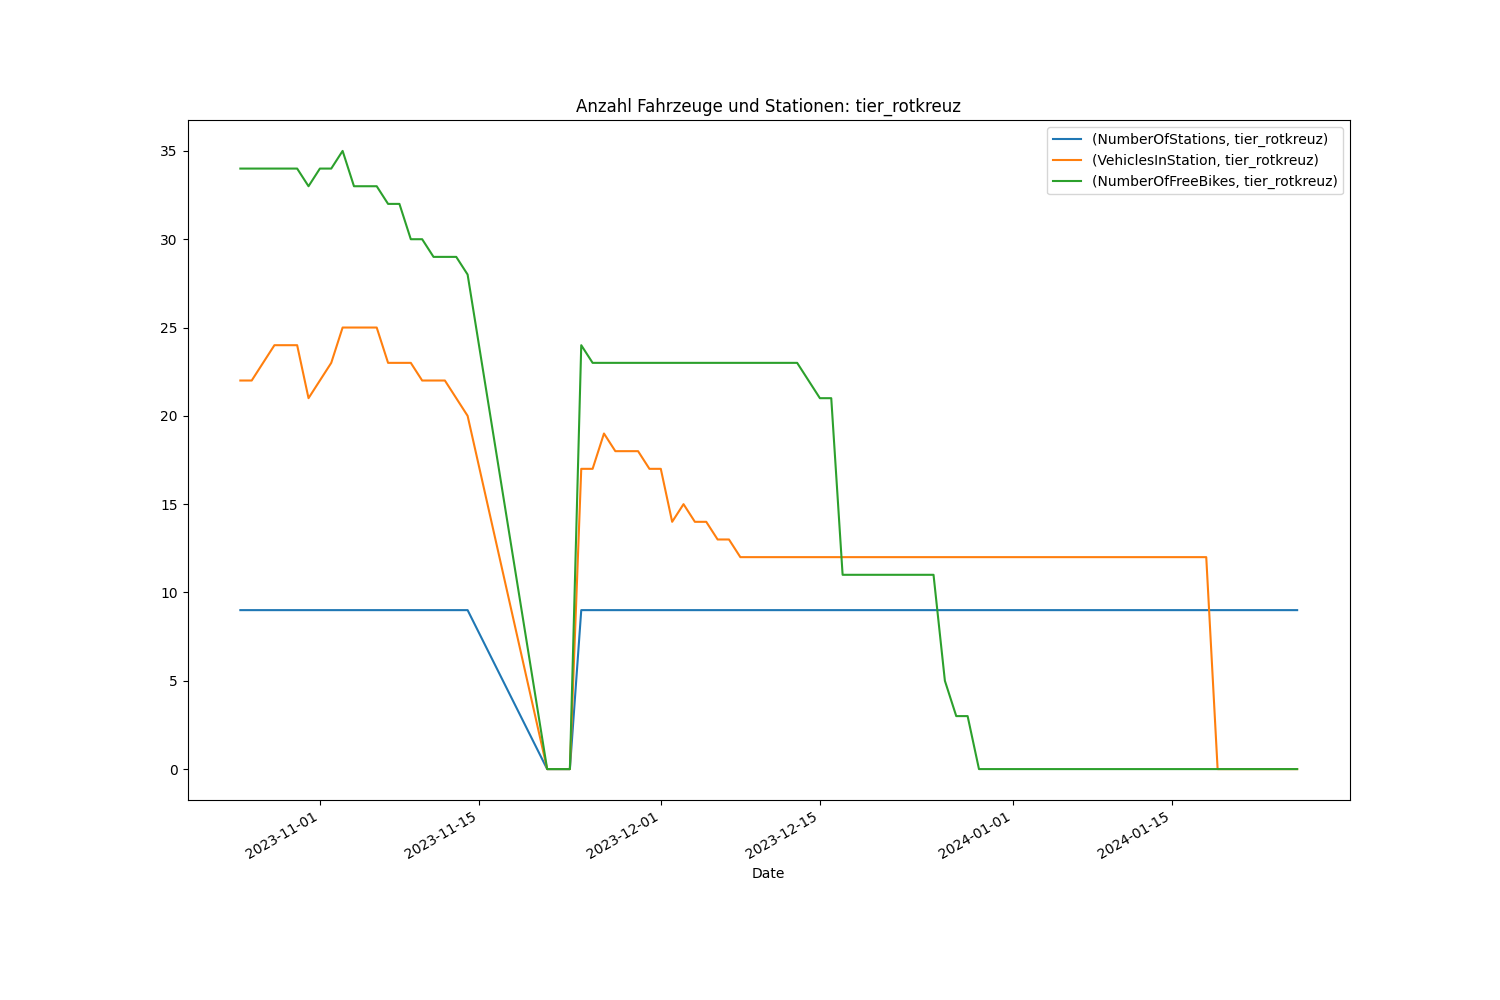 Anzahl Fahrzeuge und Stationen: tier_rotkreuz
(NumberOfStations, tier_rotkreuz)
(VehiclesInStation, tier_rotkreuz)
(NumberOfFreeBikes, tier_rotkreuz)
35
30
25
20
15
10
5
0
2023-11-01
2023-11-15
2023-12-01
2023-12-15
2024-01-01
2024-01-15
Date